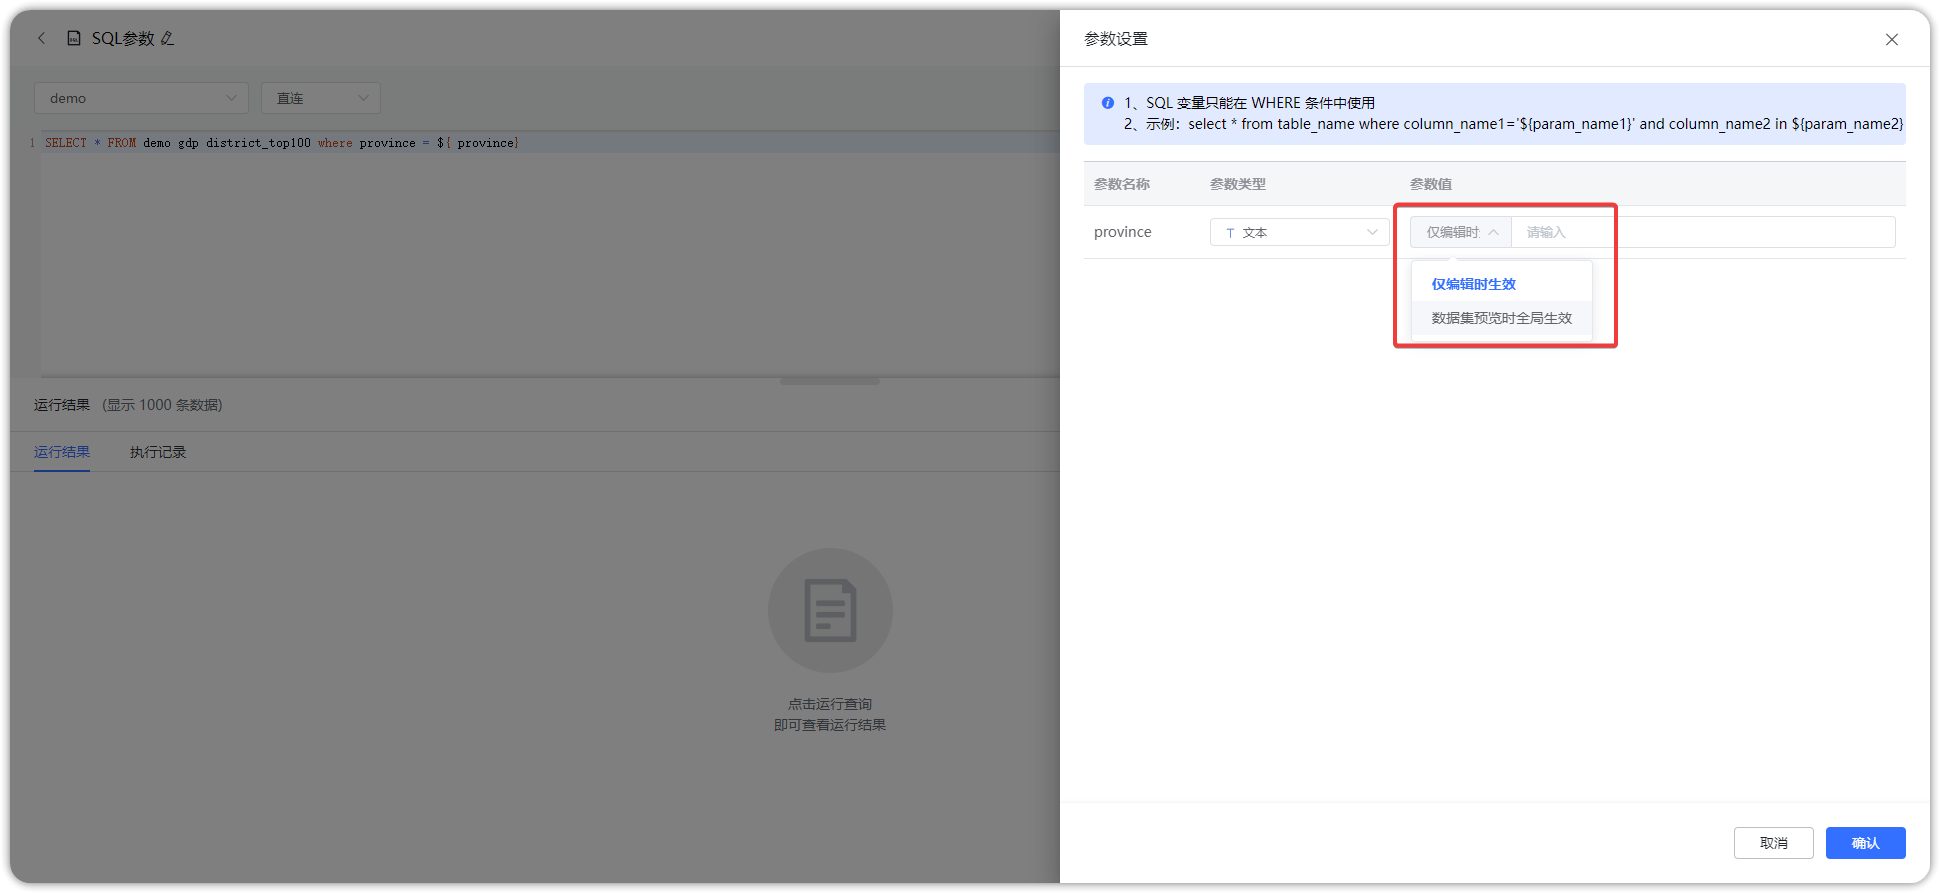 SQL参数
demo
直连
1 SELECT * FROM demo gdp district_top100 where province = ${ province}
运行结果 (显示 1000 条数据)
运行结果 执行记录
点击运行查询
即可查看运行结果
参数设置
1、SQL 变量只能在 WHERE 条件中使用
2、示例：select * from table_name where column_name1='${param_name1}' and column_name2 in ${param_name2}
参数名称 参数类型 参数值
province T 文本 仅编辑时 请输入
仅编辑时生效
数据集预览时全局生效
取消 确认